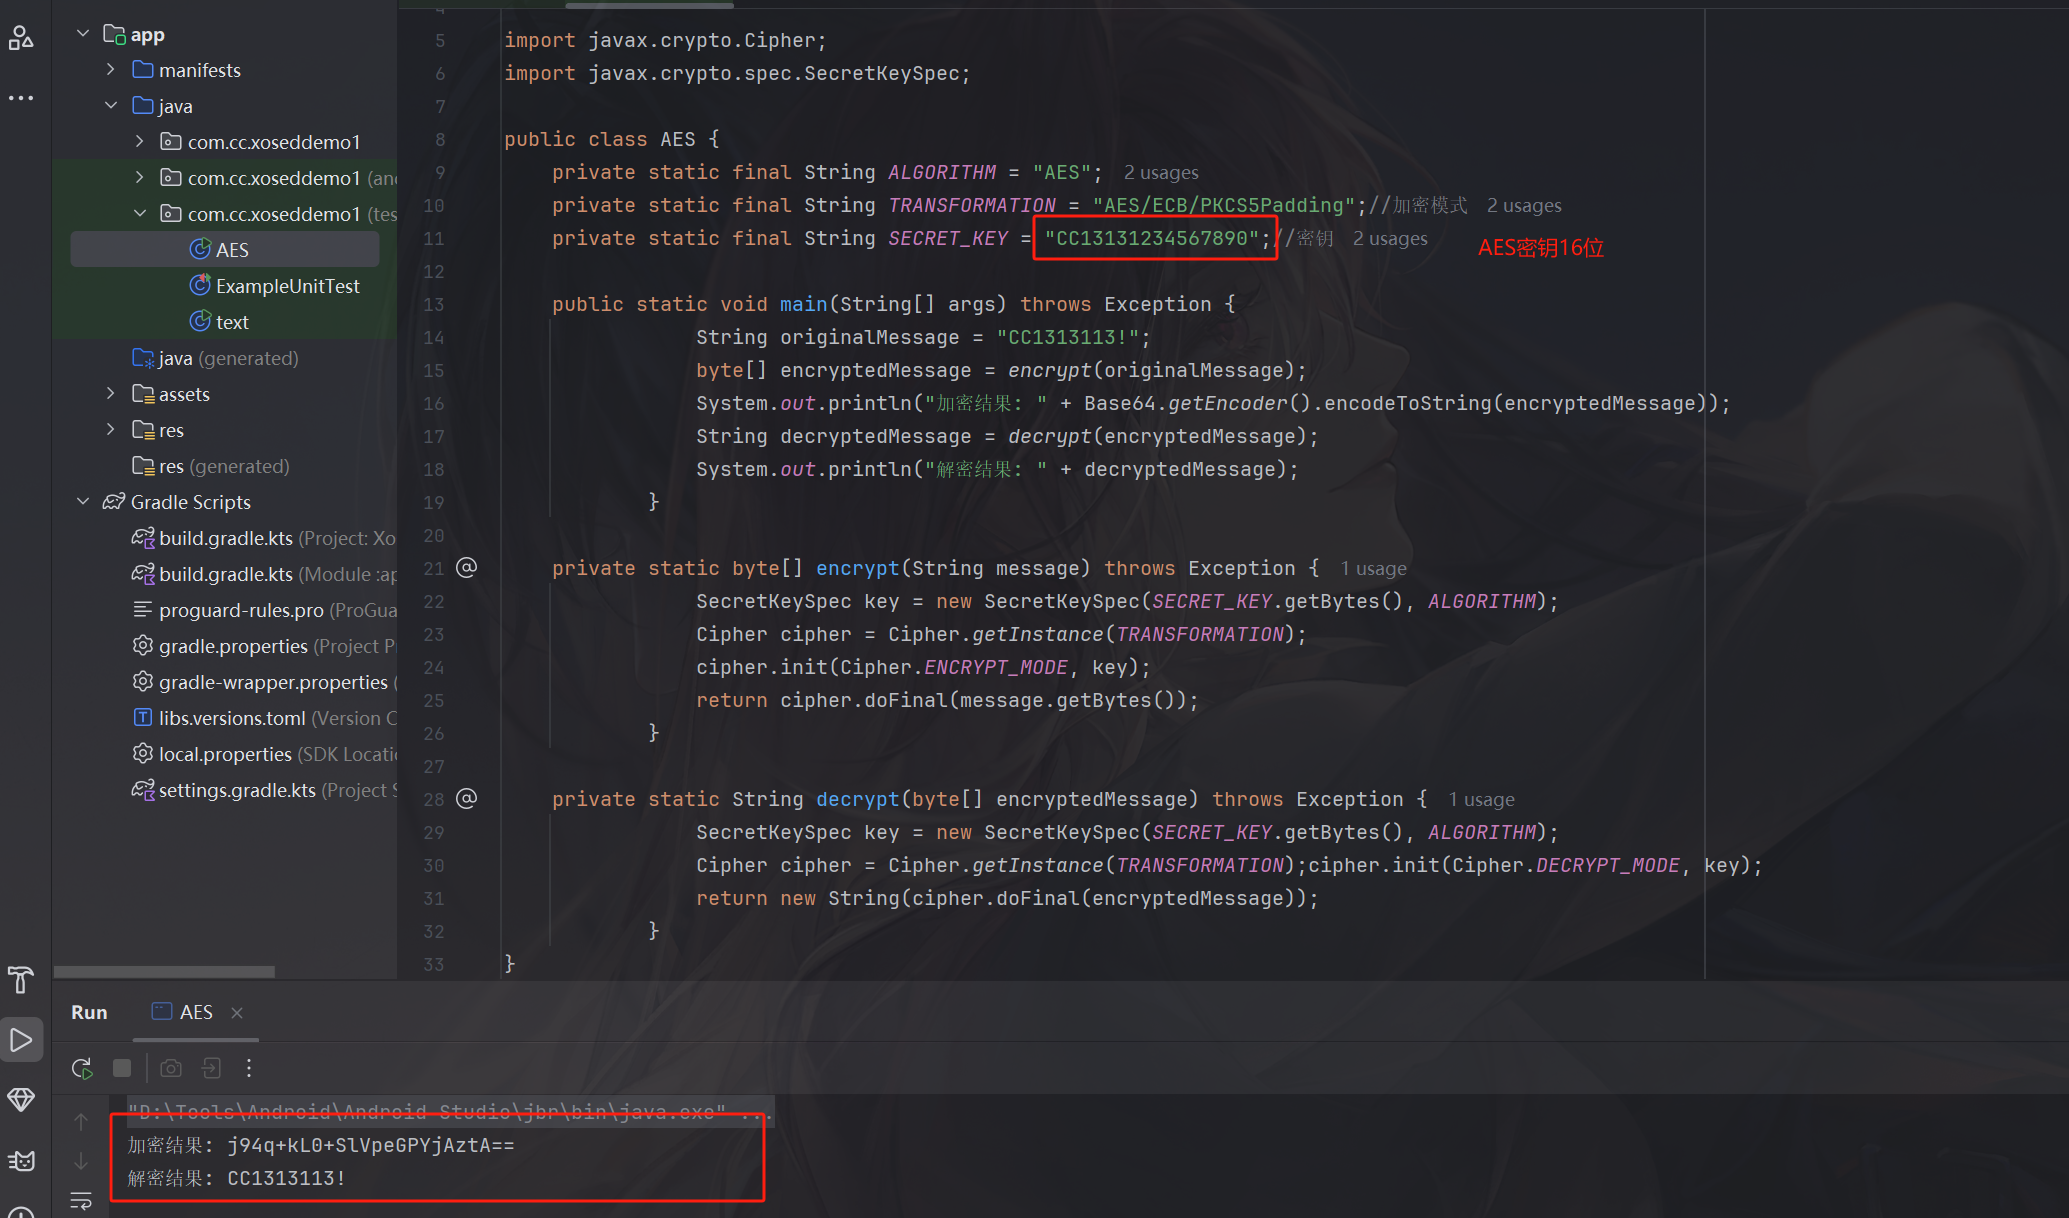 app
manifests
java
com.cc.xoseddemo1
com.cc.xoseddemo1 (and
com.cc.xoseddemo1 (tes
AES
ExampleUnitTest
text
java (generated)
assets
res
res (generated)
Gradle Scripts
build.gradle.kts (Project: Xo
build.gradle.kts (Module :ap
proguard-rules.pro (ProGua
gradle.properties (Project Pr
gradle-wrapper.properties (
libs.versions.toml (Version C
local.properties (SDK Locati
settings.gradle.kts (Project S
5 import javax.crypto.Cipher;
6 import javax.crypto.spec.SecretKeySpec;
7
8 public class AES {
9 private static final String ALGORITHM = "AES"; 2 usages
10 private static final String TRANSFORMATION = "AES/ECB/PKCS5Padding";//加密模式 2 usages
11 private static final String SECRET_KEY = "CC13131234567890";//密钥 2 usages
AES密钥16位
12
13 public static void main(String[] args) throws Exception {
14 String originalMessage = "CC1313113!";
15 byte[] encryptedMessage = encrypt(originalMessage);
16 System.out.println("加密结果: " + Base64.getEncoder().encodeToString(encryptedMessage));
17 String decryptedMessage = decrypt(encryptedMessage);
18 System.out.println("解密结果: " + decryptedMessage);
19 }
20
21 @ private static byte[] encrypt(String message) throws Exception { 1 usage
22 SecretKeySpec key = new SecretKeySpec(SECRET_KEY.getBytes(), ALGORITHM);
23 Cipher cipher = Cipher.getInstance(TRANSFORMATION);
24 cipher.init(Cipher.ENCRYPT_MODE, key);
25 return cipher.doFinal(message.getBytes());
26 }
27
28 @ private static String decrypt(byte[] encryptedMessage) throws Exception { 1 usage
29 SecretKeySpec key = new SecretKeySpec(SECRET_KEY.getBytes(), ALGORITHM);
30 Cipher cipher = Cipher.getInstance(TRANSFORMATION);cipher.init(Cipher.DECRYPT_MODE, key);
31 return new String(cipher.doFinal(encryptedMessage));
32 }
33 }
Run AES
"D:\Tools\Android\Android Studio\jbr\bin\java.exe" ...
加密结果: j94q+kL0+SlVpeGPYjAztA==
解密结果: CC1313113!